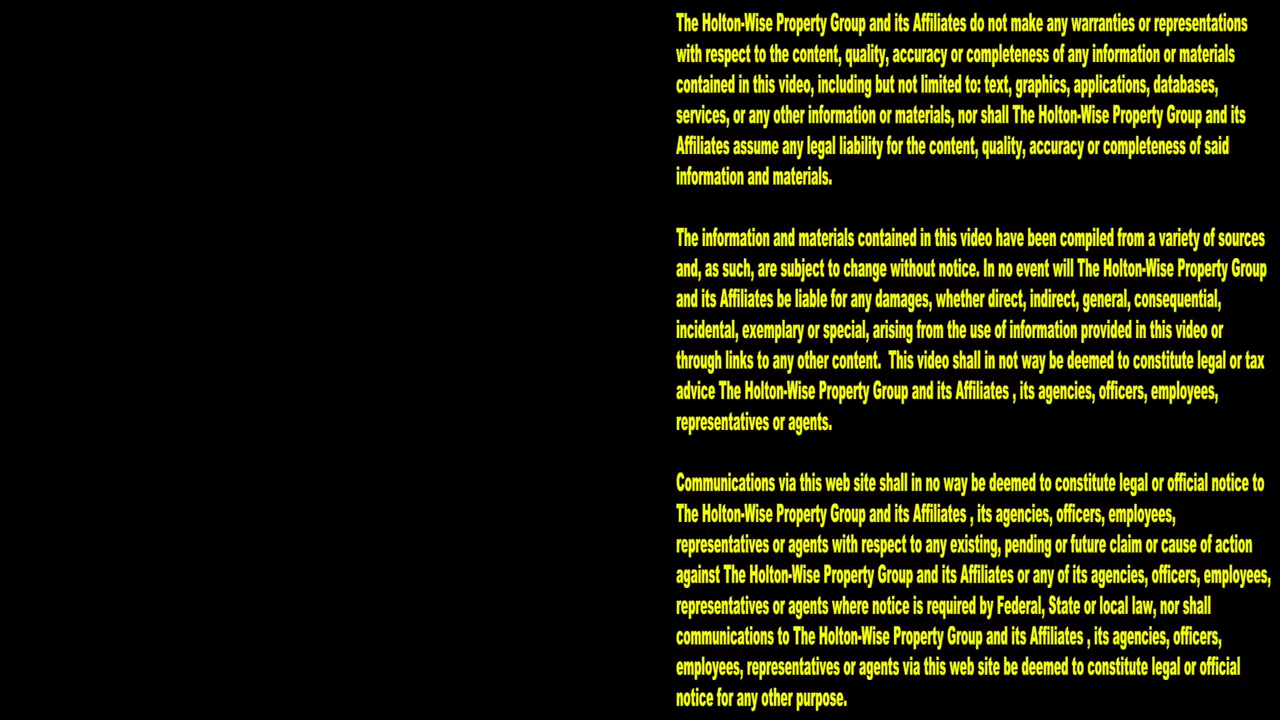 The Holton-Wise Property Group and its Affiliates do not make any warranties or representations
with respect to the content, quality, accuracy or completeness of any information or materials
contained in this video, including but not limited to: text, graphics, applications, databases,
services, or any other information or materials, nor shall The Holton-Wise Property Group and its
Affiliates assume any legal liability for the content, quality, accuracy or completeness of said
information and materials.
The information and materials contained in this video have been compiled from a variety of sources
and, as such, are subject to change without notice. In no event will The Holton-Wise Property Group
and its Affiliates be liable for any damages, whether direct, indirect, general, consequential,
incidental, exemplary or special, arising from the use of information provided in this video or
through links to any other content.  This video shall in not way be deemed to constitute legal or tax
advice The Holton-Wise Property Group and its Affiliates , its agencies, officers, employees,
representatives or agents.
Communications via this web site shall in no way be deemed to constitute legal or official notice to
The Holton-Wise Property Group and its Affiliates , its agencies, officers, employees,
representatives or agents with respect to any existing, pending or future claim or cause of action
against The Holton-Wise Property Group and its Affiliates or any of its agencies, officers, employees,
representatives or agents where notice is required by Federal, State or local law, nor shall
communications to The Holton-Wise Property Group and its Affiliates , its agencies, officers,
employees, representatives or agents via this web site be deemed to constitute legal or official
notice for any other purpose.